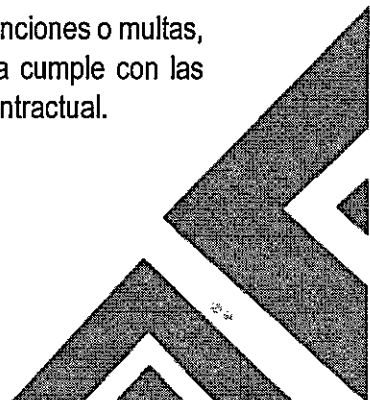 nciones o multas,
a cumple con las
ntractual.